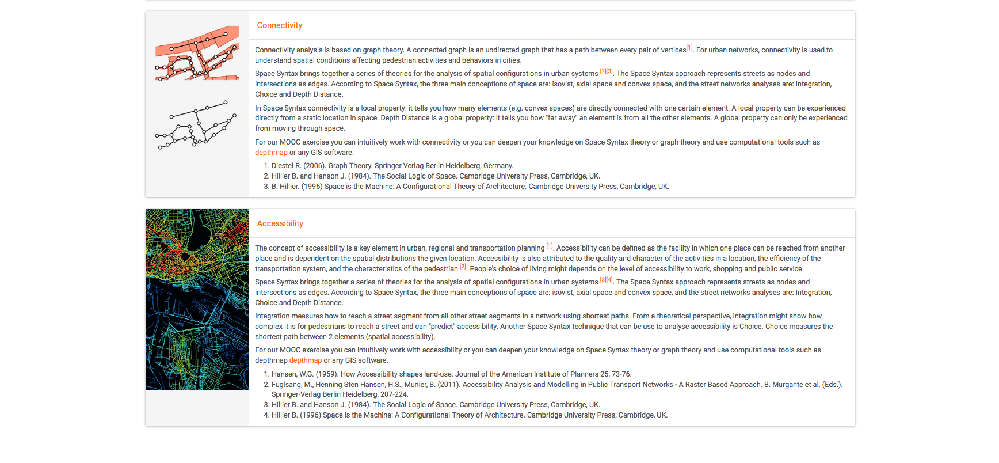 Connectivity
Connectivity analysis is based on graph theory. A connected graph is an undirected graph that has a path between every pair of vertices[1]. For urban networks, connectivity is used to
understand spatial conditions affecting pedestrian activities and behaviors in cities.
Space Syntax brings together a series of theories for the analysis of spatial configurations in urban systems [2][3]. The Space Syntax approach represents streets as nodes and
intersections as edges. According to Space Syntax, the three main conceptions of space are: isovist, axial space and convex space, and the street networks analyses are: Integration,
Choice and Depth Distance.
In Space Syntax connectivity is a local property: it tells you how many elements (e.g. convex spaces) are directly connected with one certain element. A local property can be experienced
directly from a static location in space. Depth Distance is a global property: it tells you how "far away" an element is from all the other elements. A global property can only be experienced
from moving through space.
For our MOOC exercise you can intuitively work with connectivity or you can deepen your knowledge on Space Syntax theory or graph theory and use computational tools such as
depthmap or any GIS software.
1. Diestel R. (2006). Graph Theory. Springer Verlag Berlin Heidelberg, Germany.
2. Hillier B. and Hanson J. (1984). The Social Logic of Space. Cambridge University Press, Cambridge, UK.
3. B. Hillier. (1996) Space is the Machine: A Configurational Theory of Architecture. Cambridge University Press, Cambridge, UK.
Accessibility
The concept of accessibility is a key element in urban, regional and transportation planning [1]. Accessibility can be defined as the facility in which one place can be reached from another
place and is dependent on the spatial distributions the given location. Accessibility is also attributed to the quality and character of the activities in a location, the efficiency of the
transportation system, and the characteristics of the pedestrian [2]. People's choice of living might depends on the level of accessibility to work, shopping and public service.
Space Syntax brings together a series of theories for the analysis of spatial configurations in urban systems [3][4]. The Space Syntax approach represents streets as nodes and
intersections as edges. According to Space Syntax, the three main conceptions of space are: isovist, axial space and convex space, and the street networks analyses are: Integration,
Choice and Depth Distance.
Integration measures how to reach a street segment from all other street segments in a network using shortest paths. From a theoretical perspective, integration might show how
complex it is for pedestrians to reach a street and can "predict" accessibility. Another Space Syntax technique that can be use to analyse accessibility is Choice. Choice measures the
shortest path between 2 elements (spatial accessibility).
For our MOOC exercise you can intuitively work with accessibility or you can deepen your knowledge on Space Syntax theory or graph theory and use computational tools such as
depthmap depthmap or any GIS software.
1. Hansen, W.G. (1959). How Accessibility shapes land-use. Journal of the American Institute of Planners 25, 73-76.
2. Fuglsang, M., Henning Sten Hansen, H.S., Munier, B. (2011). Accessibility Analysis and Modelling in Public Transport Networks - A Raster Based Approach. B. Murgante et al. (Eds.).
Springer-Verlag Berlin Heidelberg, 207-224.
3. Hillier B. and Hanson J. (1984). The Social Logic of Space. Cambridge University Press, Cambridge, UK.
4. Hillier B. (1996) Space is the Machine: A Configurational Theory of Architecture. Cambridge University Press, Cambridge, UK.